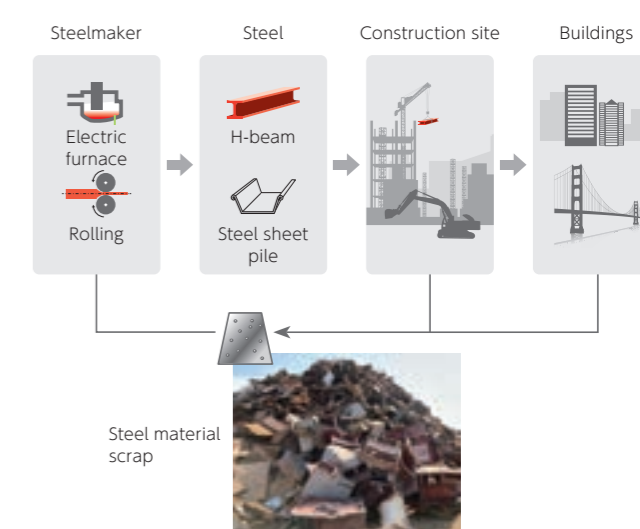 Steelmaker
Steel
Construction site
Buildings
Electric
furnace
Rolling
H-beam
Steel sheet
pile
Steel material
scrap